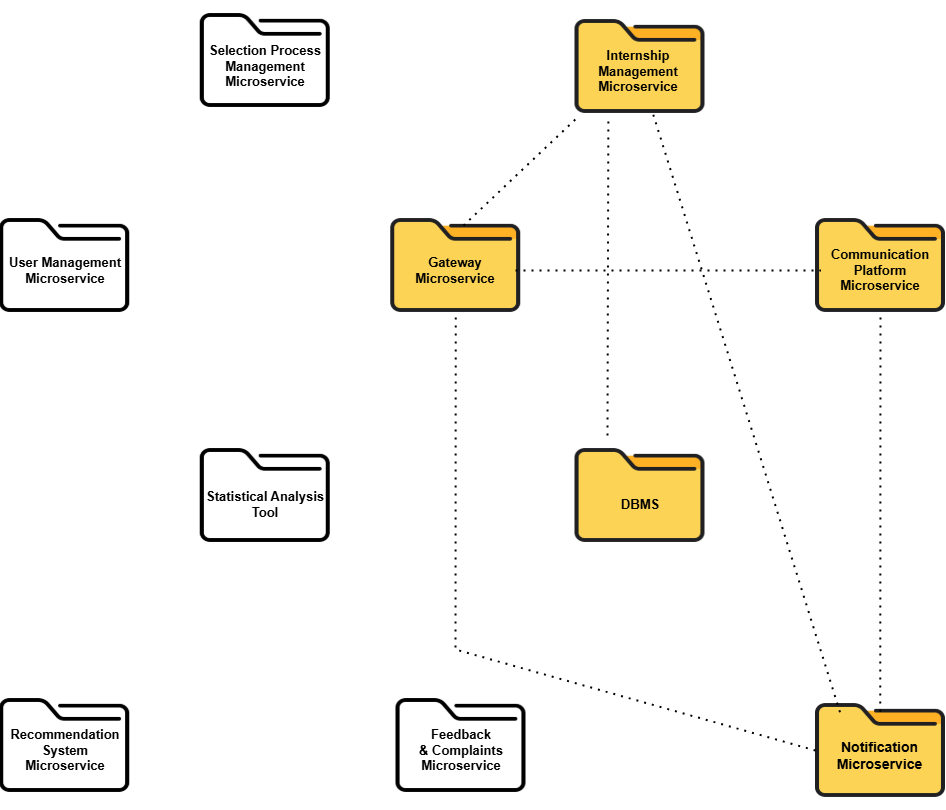 Selection Process
Management
Microservice
Internship
Management
Microservice
User Management
Microservice
Gateway
Microservice
Communication
Platform
Microservice
Statistical Analysis
Tool
DBMS
Recommendation
System
Microservice
Feedback
& Complaints
Microservice
Notification
Microservice